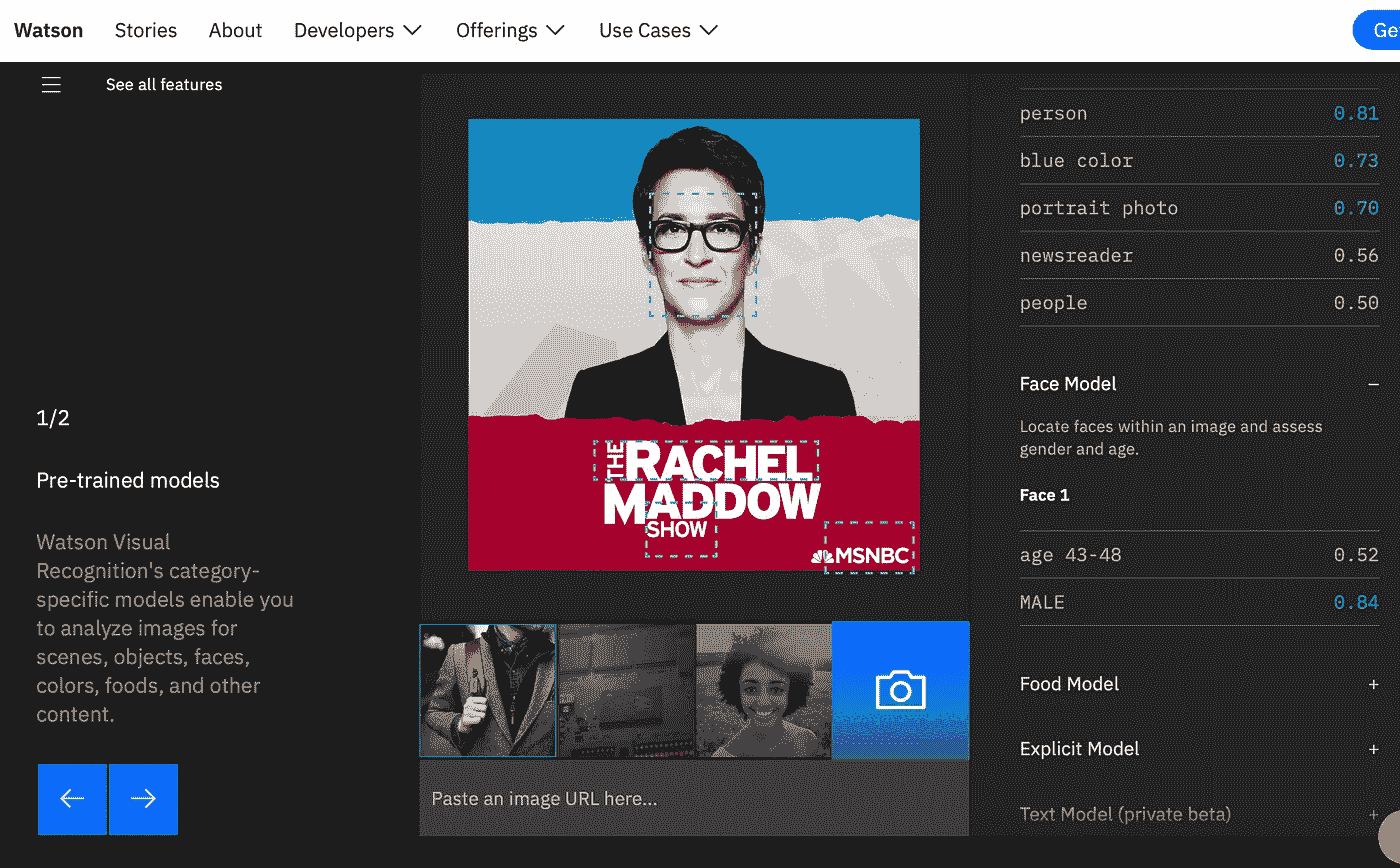 Watson Stories About Developers Offerings Use Cases Ge
See all features
1/2
Pre-trained models
Watson Visual
Recognition's category-
specific models enable you
to analyze images for
scenes, objects, faces,
colors, foods, and other
content.
THE RACHEL
MADDOW
SHOW
MSNBC
Paste an image URL here...
person 0.81
blue color 0.73
portrait photo 0.70
newsreader 0.56
people 0.50
Face Model
Locate faces within an image and assess
gender and age.
Face 1
age 43-48 0.52
MALE 0.84
Food Model
Explicit Model
Text Model (private beta)